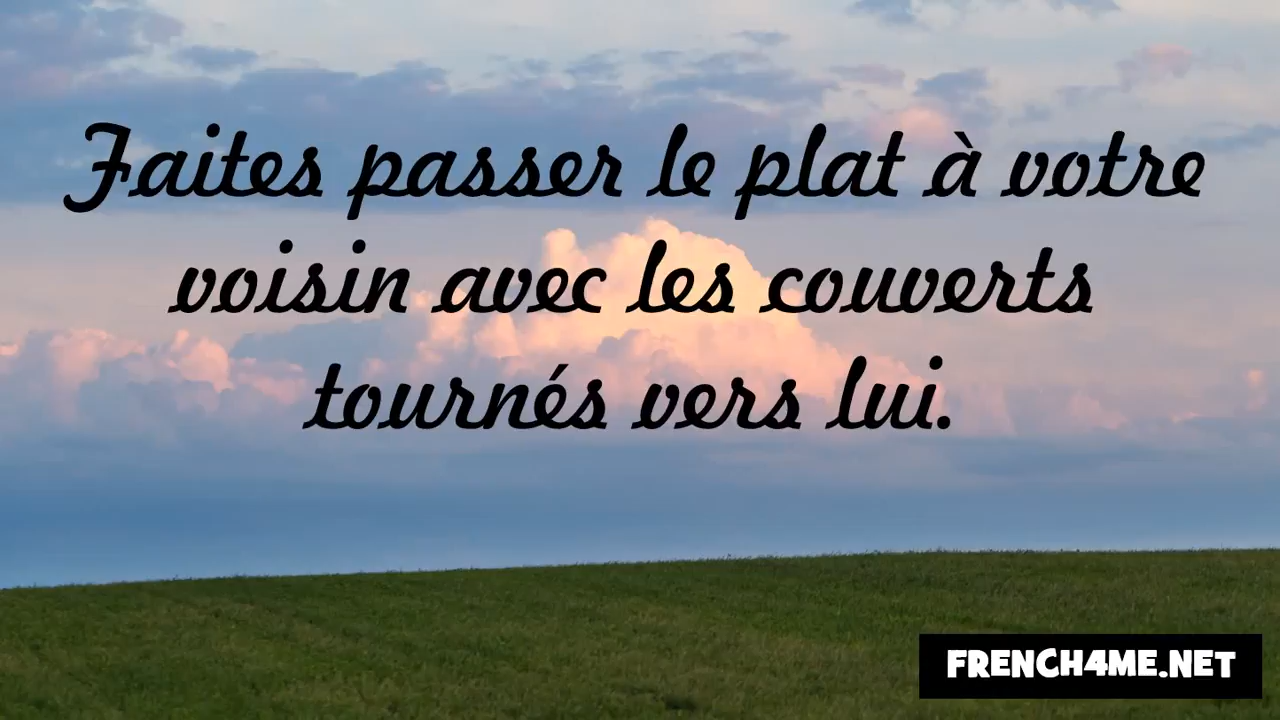 Faites passer le plat à votre
voisin avec les couverts
tournés vers lui.
FRENCH4ME.NET